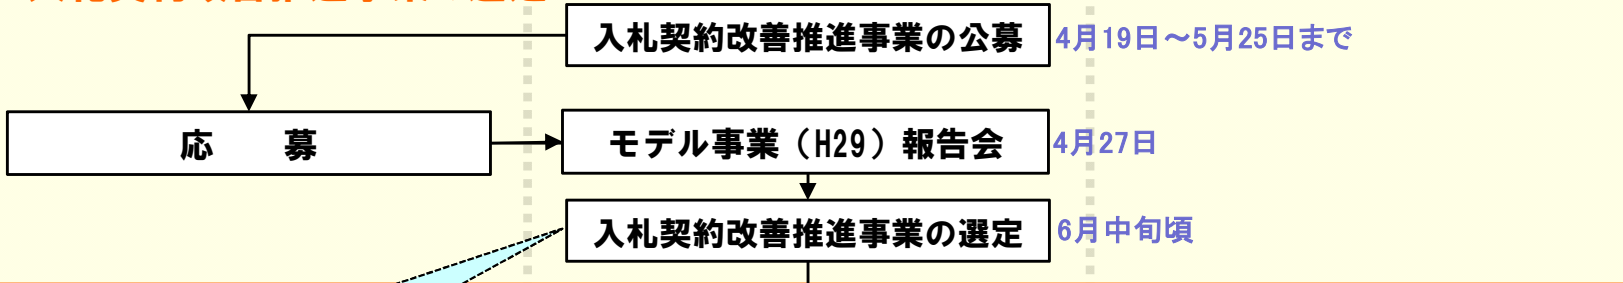 入札契約改善推進事業の公募 4月19日～5月25日まで
応　募 モデル事業（H29）報告会 4月27日
入札契約改善推進事業の選定 6月中旬頃